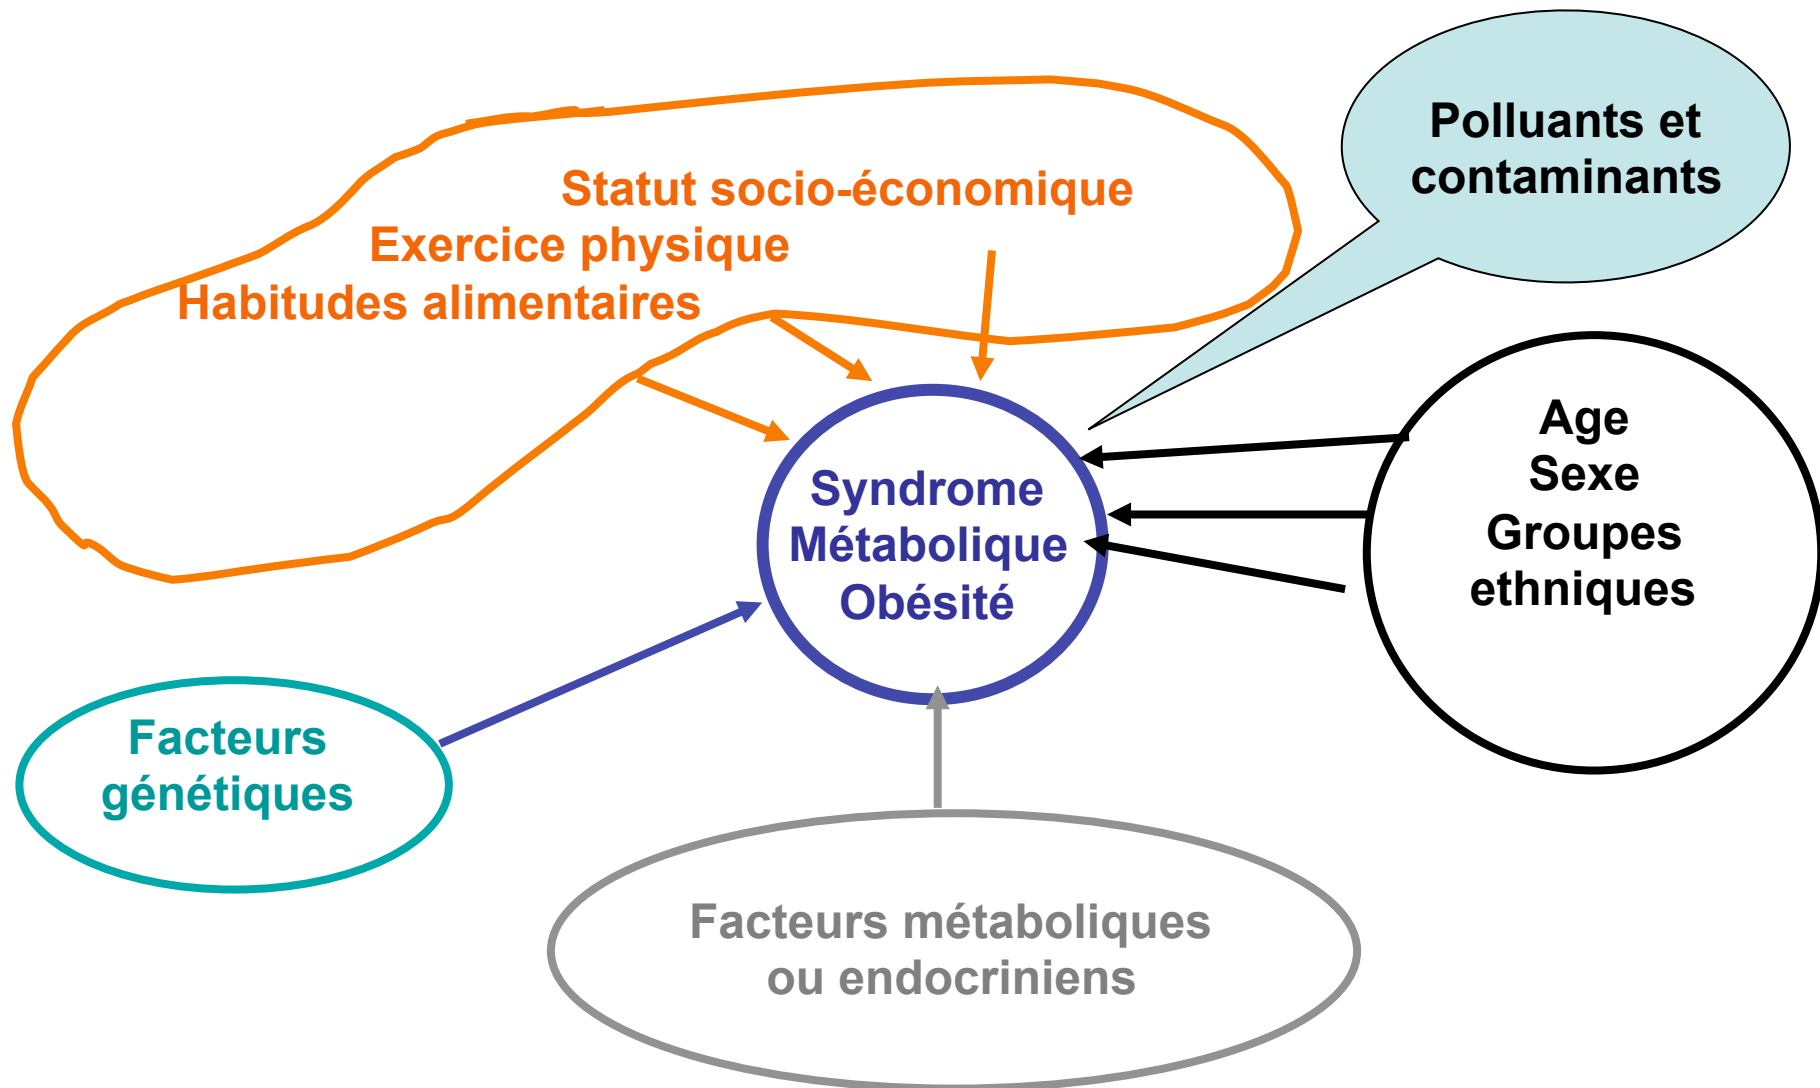 Polluants et
contaminants
Statut socio-économique
Exercice physique
Habitudes alimentaires
Age
Sexe
Groupes
ethniques
Syndrome
Métabolique
Obésité
Facteurs
génétiques
Facteurs métaboliques
ou endocriniens